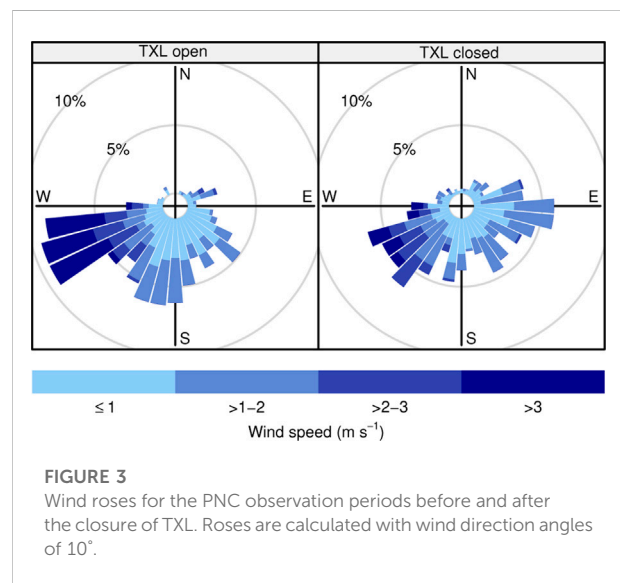 TXL open TXL closed
N N
10% 10%
5% 5%
W E W E
S S
≤ 1 >1−2 >2−3 >3
Wind speed (m s⁻¹)
FIGURE 3
Wind roses for the PNC observation periods before and after
the closure of TXL. Roses are calculated with wind direction angles
of 10°.